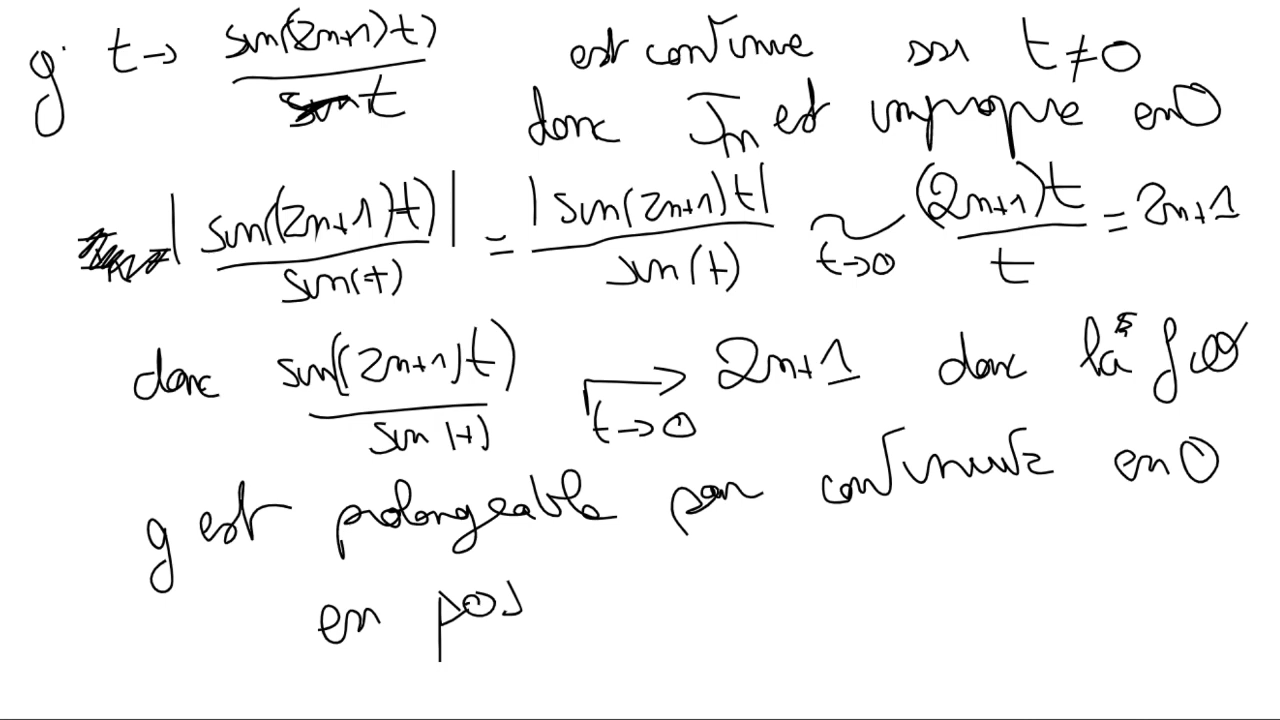 g t → sin(2n+1)t) / t est continue ssi t ≠ 0
donc Jn est impropre en 0
|sin(2n+1)t) / sin(t)| = |sin(2n+1)t| / sin(t) ~ t→0 (2n+1)t / t = 2n+1
donc sin((2n+1)t) / sin(t) → t→0 2n+1 donc la
g est prolongeable par continuité en 0
en pos